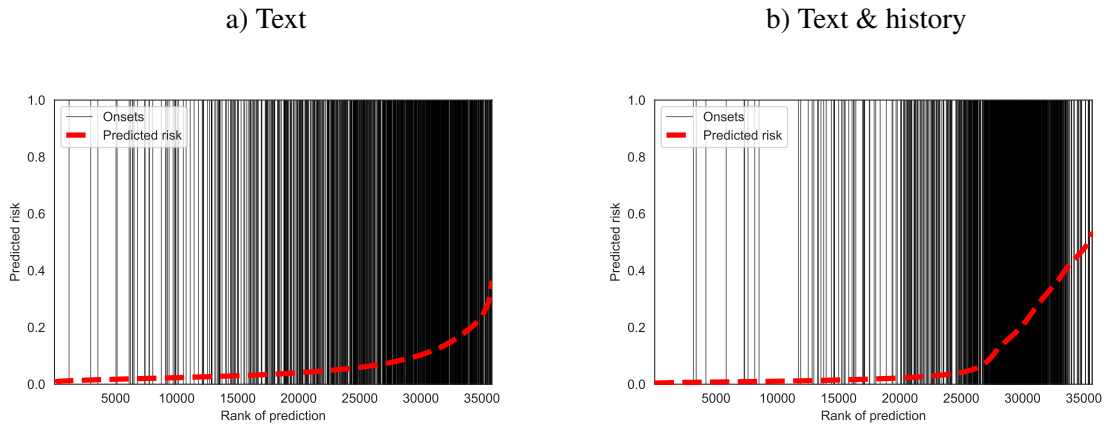 a) Text
1.0
0.8
0.6
0.4
0.2
0.0
Predicted risk
Onsets
Predicted risk
5000
10000
15000
20000
25000
30000
35000
Rank of prediction
b) Text & history
1.0
0.8
0.6
0.4
0.2
0.0
Predicted risk
Onsets
Predicted risk
5000
10000
15000
20000
25000
30000
35000
Rank of prediction